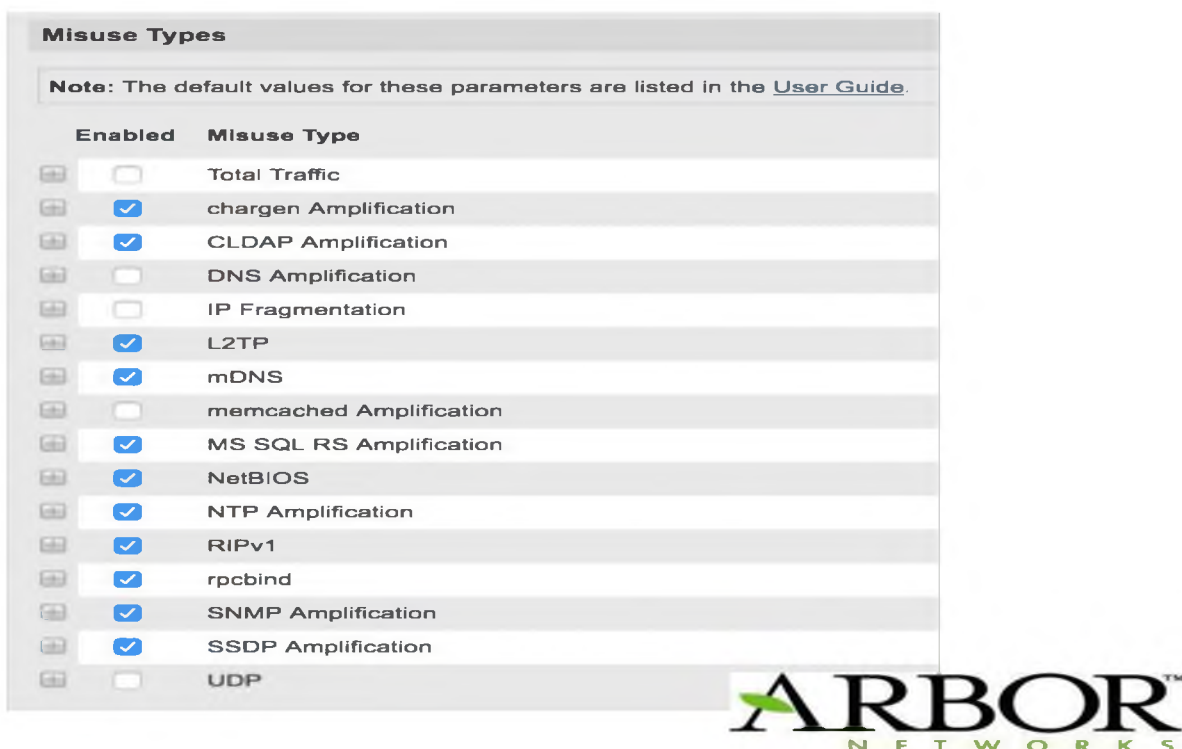 Misuse Types
Note: The default values for these parameters are listed in the User Guide.
Enabled Misuse Type
Total Traffic
chargen Amplification
CLDAP Amplification
DNS Amplification
IP Fragmentation
L2TP
mDNS
memcached Amplification
MS SQL RS Amplification
NetBIOS
NTP Amplification
RIPv1
rpcbind
SNMP Amplification
SSDP Amplification
UDP
ARBOR™
NETWORKS